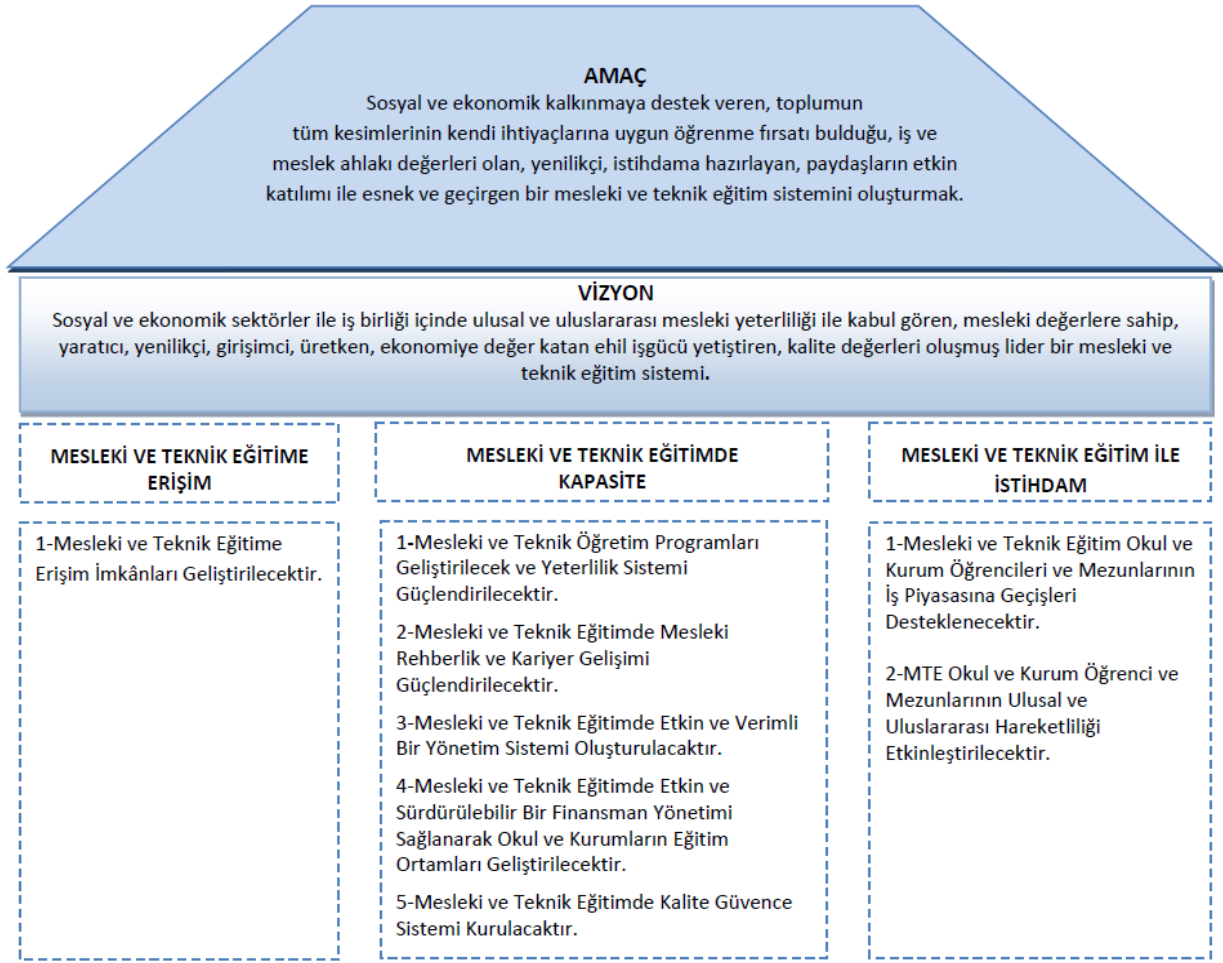 AMAÇ
Sosyal ve ekonomik kalkınmaya destek veren, toplumun
tüm kesimlerinin kendi ihtiyaçlarına uygun öğrenme fırsatı bulduğu, iş ve
meslek ahlakı değerleri olan, yenilikçi, istihdama hazırlayan, paydaşların etkin
katılımı ile esnek ve geçirgen bir mesleki ve teknik eğitim sistemini oluşturmak.
VİZYON
Sosyal ve ekonomik sektörler ile iş birliği içinde ulusal ve uluslararası mesleki yeterliliği ile kabul gören, mesleki değerlere sahip,
yaratıcı, yenilikçi, girişimci, üretken, ekonomiye değer katan ehil işgücü yetiştiren, kalite değerleri oluşmuş lider bir mesleki ve
teknik eğitim sistemi.
MESLEKİ VE TEKNİK EĞİTİME
ERİŞİM
1-Mesleki ve Teknik Eğitime
Erişim İmkânları Geliştirilecektir.
MESLEKİ VE TEKNİK EĞİTİMDE
KAPASİTE
1-Mesleki ve Teknik Öğretim Programları
Geliştirilecek ve Yeterlilik Sistemi
Güçlendirilecektir.
2-Mesleki ve Teknik Eğitimde Mesleki
Rehberlik ve Kariyer Gelişimi
Güçlendirilecektir.
3-Mesleki ve Teknik Eğitimde Etkin ve Verimli
Bir Yönetim Sistemi Oluşturulacaktır.
4-Mesleki ve Teknik Eğitimde Etkin ve
Sürdürülebilir Bir Finansman Yönetimi
Sağlanarak Okul ve Kurumların Eğitim
Ortamları Geliştirilecektir.
5-Mesleki ve Teknik Eğitimde Kalite Güvence
Sistemi Kurulacaktır.
MESLEKİ VE TEKNİK EĞİTİM İLE
İSTİHDAM
1-Mesleki ve Teknik Eğitim Okul ve
Kurum Öğrencileri ve Mezunlarının
İş Piyasasına Geçişleri
Desteklenecektir.
2-MTE Okul ve Kurum Öğrenci ve
Mezunlarının Ulusal ve
Uluslararası Hareketliliği
Etkinleştirilecektir.